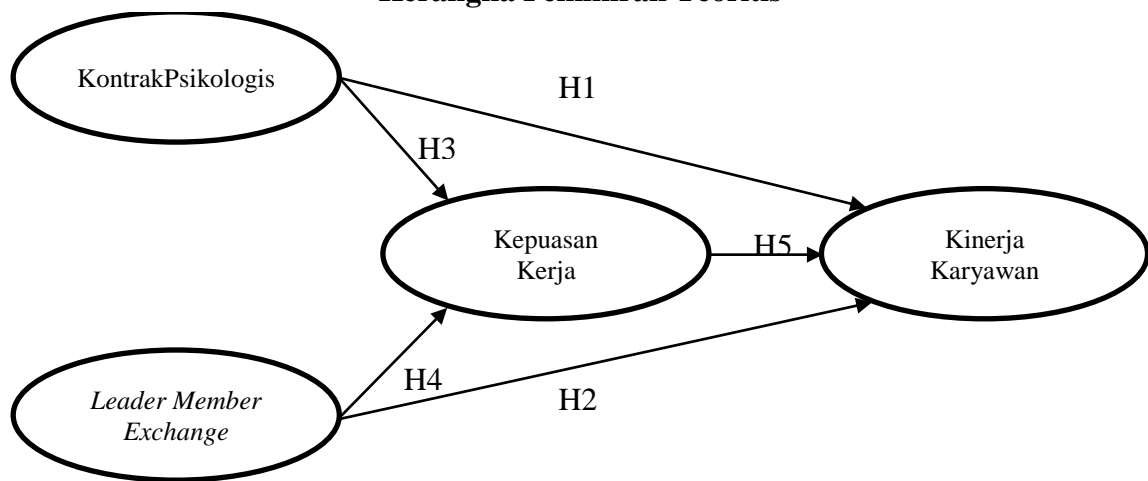 KontrakPsikologis
H1
H3
Kepuasan
Kerja
H5
Kinerja
Karyawan
H4
Leader Member
Exchange
H2